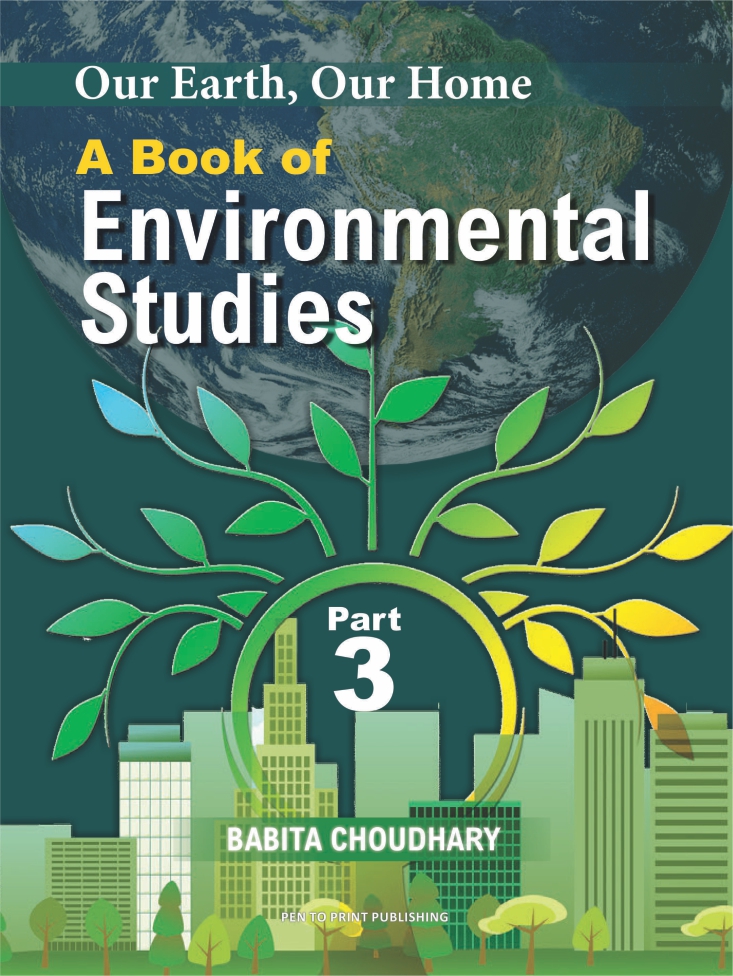 Our Earth, Our Home
A Book of
Environmental
Studies
Part
3
BABITA CHOUDHARY
PEN TO PRINT PUBLISHING